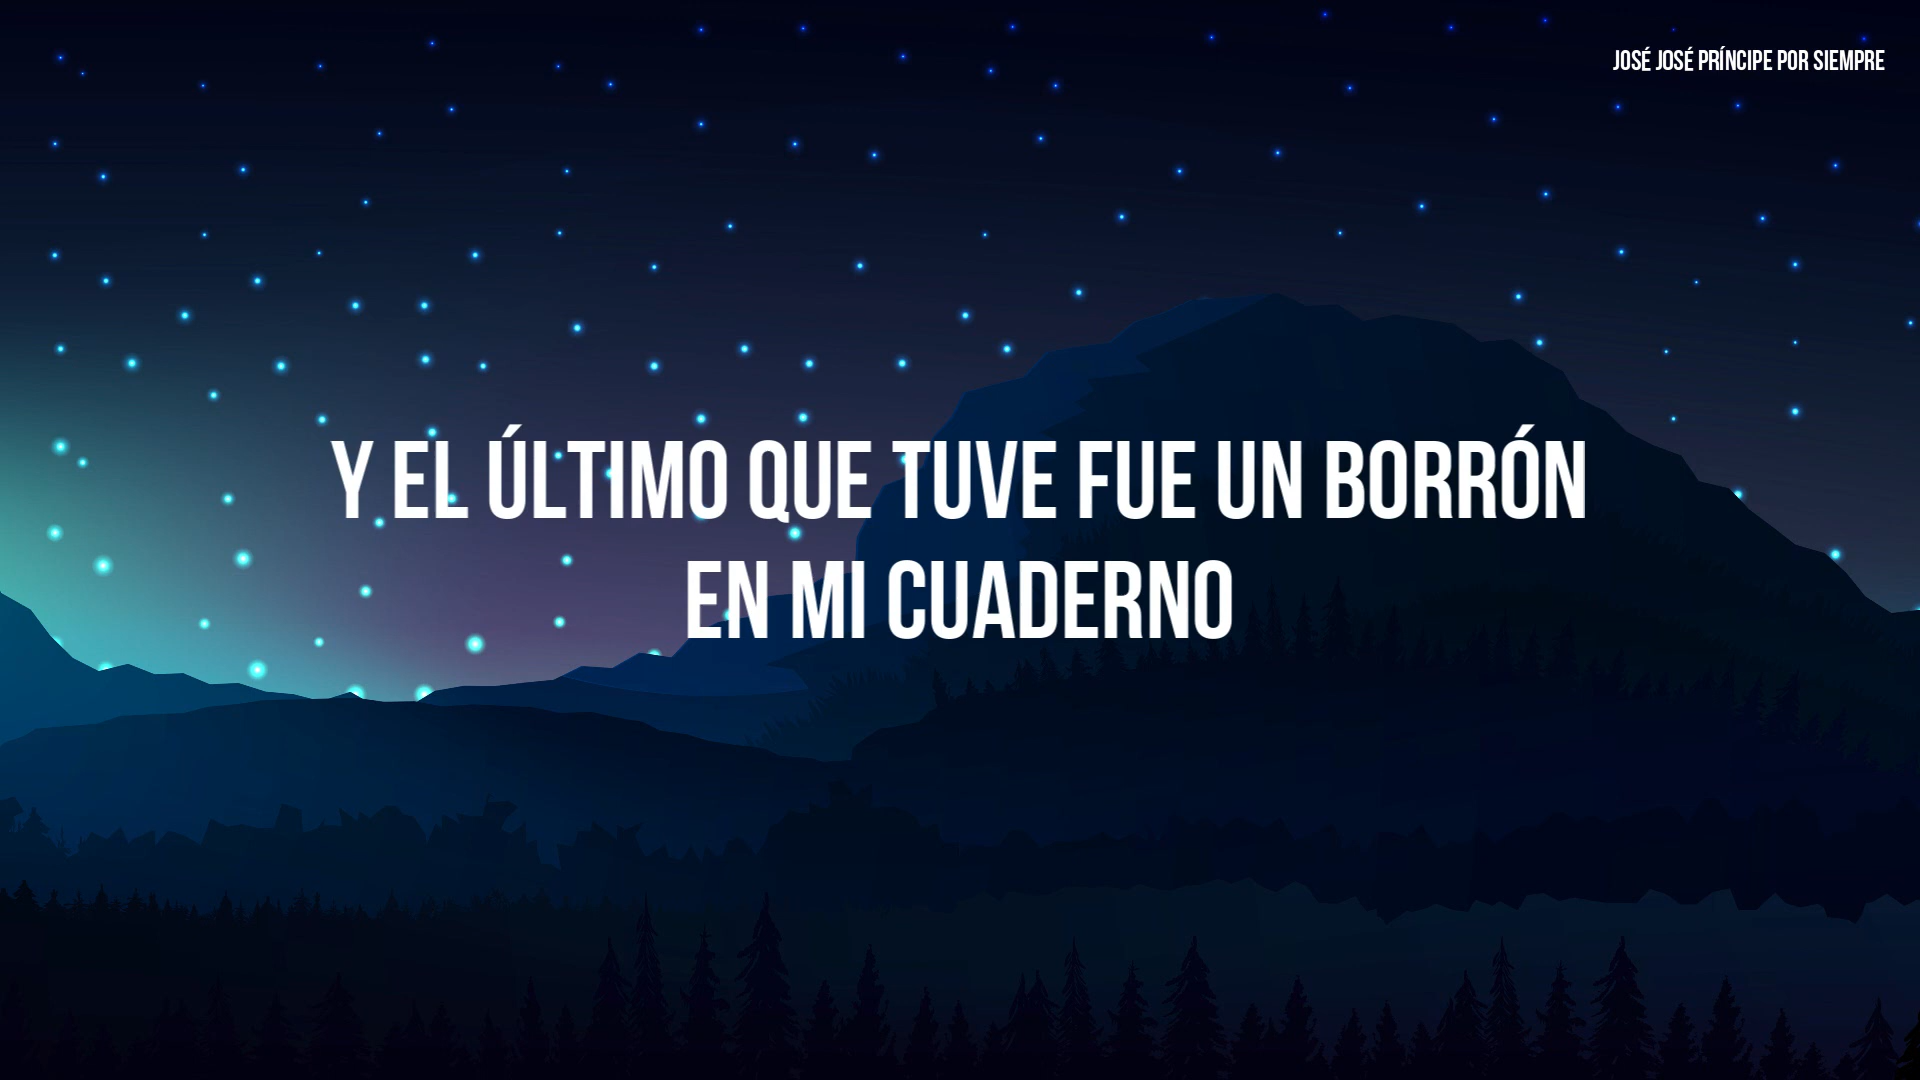 JOSÉ JOSÉ PRÍNCIPE POR SIEMPRE
Y EL ÚLTIMO QUE TUVE FUE UN BORRÓN
EN MI CUADERNO